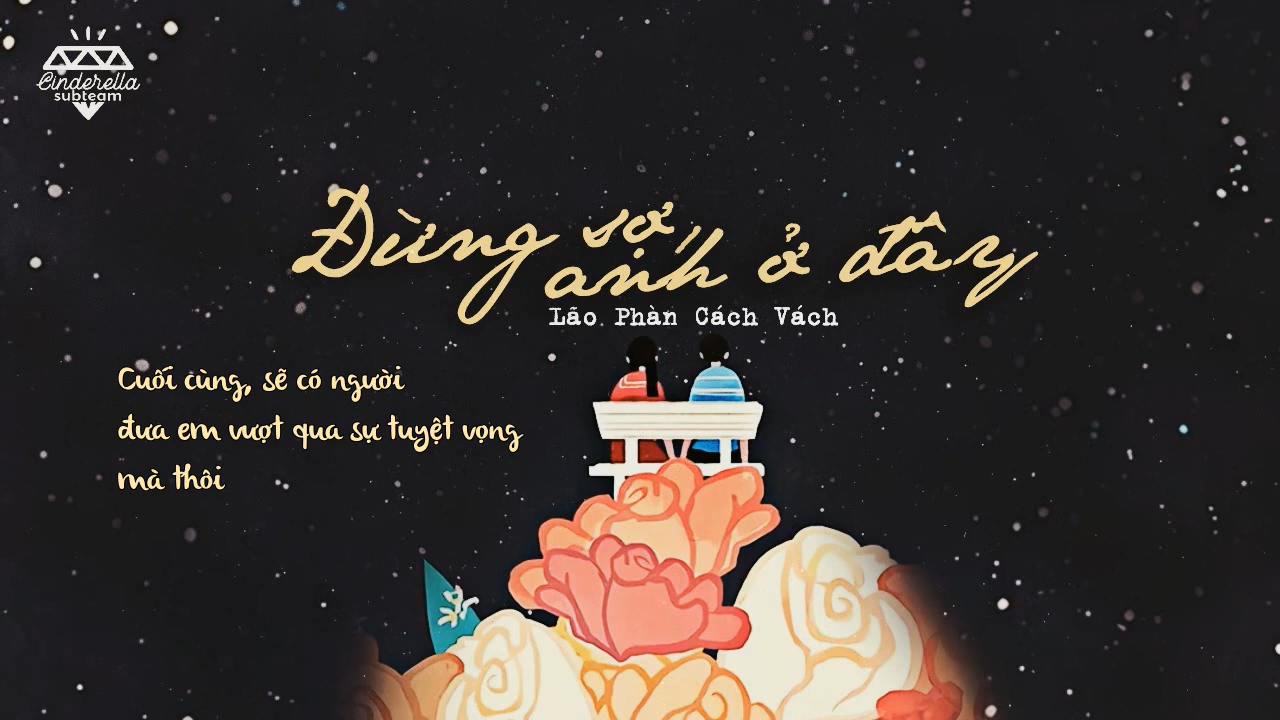 Cinderella
subteam
Đừng sợ,
anh ở đây
Lão Phàn Cách Vách
Cuối cùng, sẽ có người
đưa em vượt qua sự tuyệt vọng
mà thôi